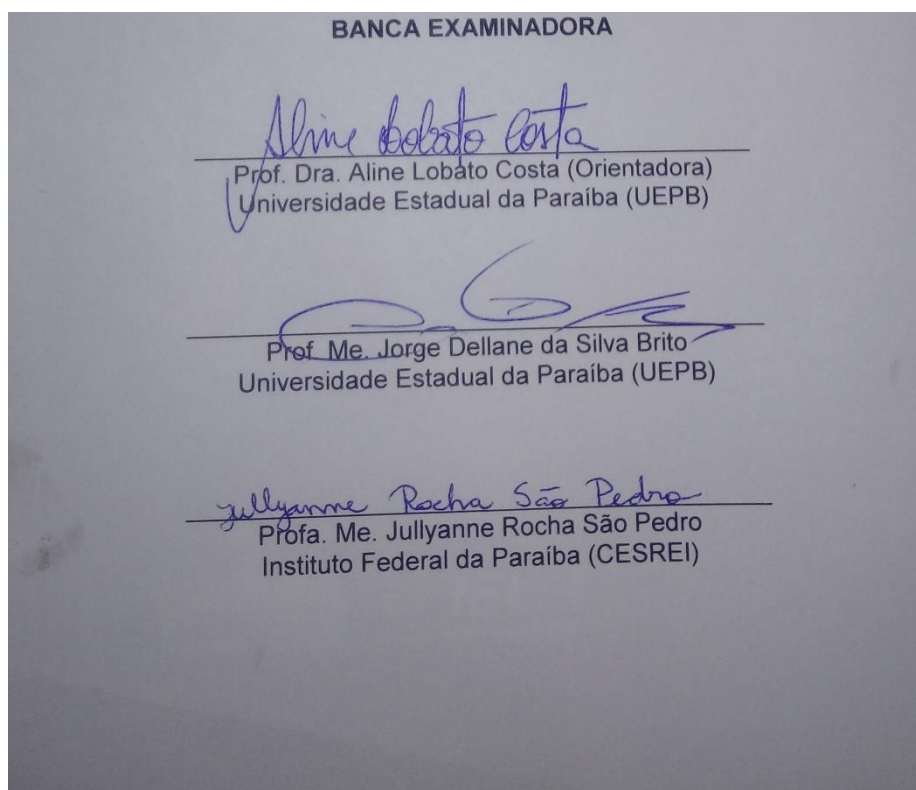 BANCA EXAMINADORA
Aline Lobato Costa
Prof. Dra. Aline Lobato Costa (Orientadora)
Universidade Estadual da Paraíba (UEPB)
Prof. Me. Jorge Dellane da Silva Brito
Universidade Estadual da Paraíba (UEPB)
Jullyanne Rocha São Pedro
Profa. Me. Jullyanne Rocha São Pedro
Instituto Federal da Paraíba (CESREI)